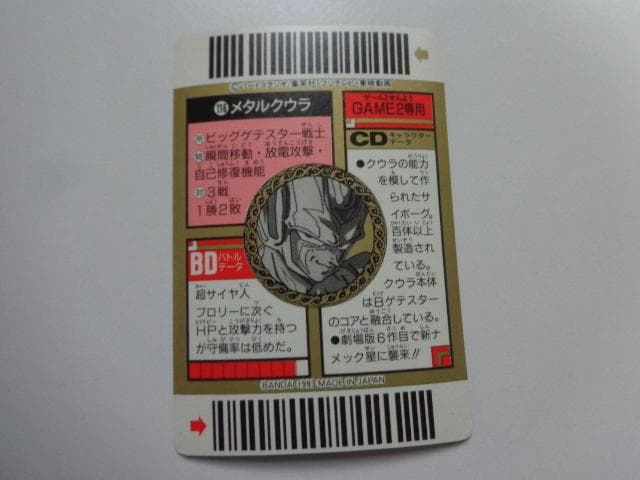 ©バードスタジオ/集英社・フジテレビ・東映動画
118 メタルクウラ
所 ビッグゲテスター戦士
特 瞬間移動・放電攻撃・
自己修復機能
対 3戦
1勝2敗
ゲーム2せんよう
GAME2専用
CD キャラクターデータ
●クウラの能力
を模して作
られたサ
イボーグ。
百体以上
製造され
ている。
クウラ本体
はBゲテスター
のコアと融合している。
●劇場版6作目で新ナ
メック星に襲来!!
BD バトルデータ
超サイヤ人
ブロリーに次ぐ
HPと攻撃力を持つ
が守備率は低めだ。
BANDAI 1993 MADE IN JAPAN